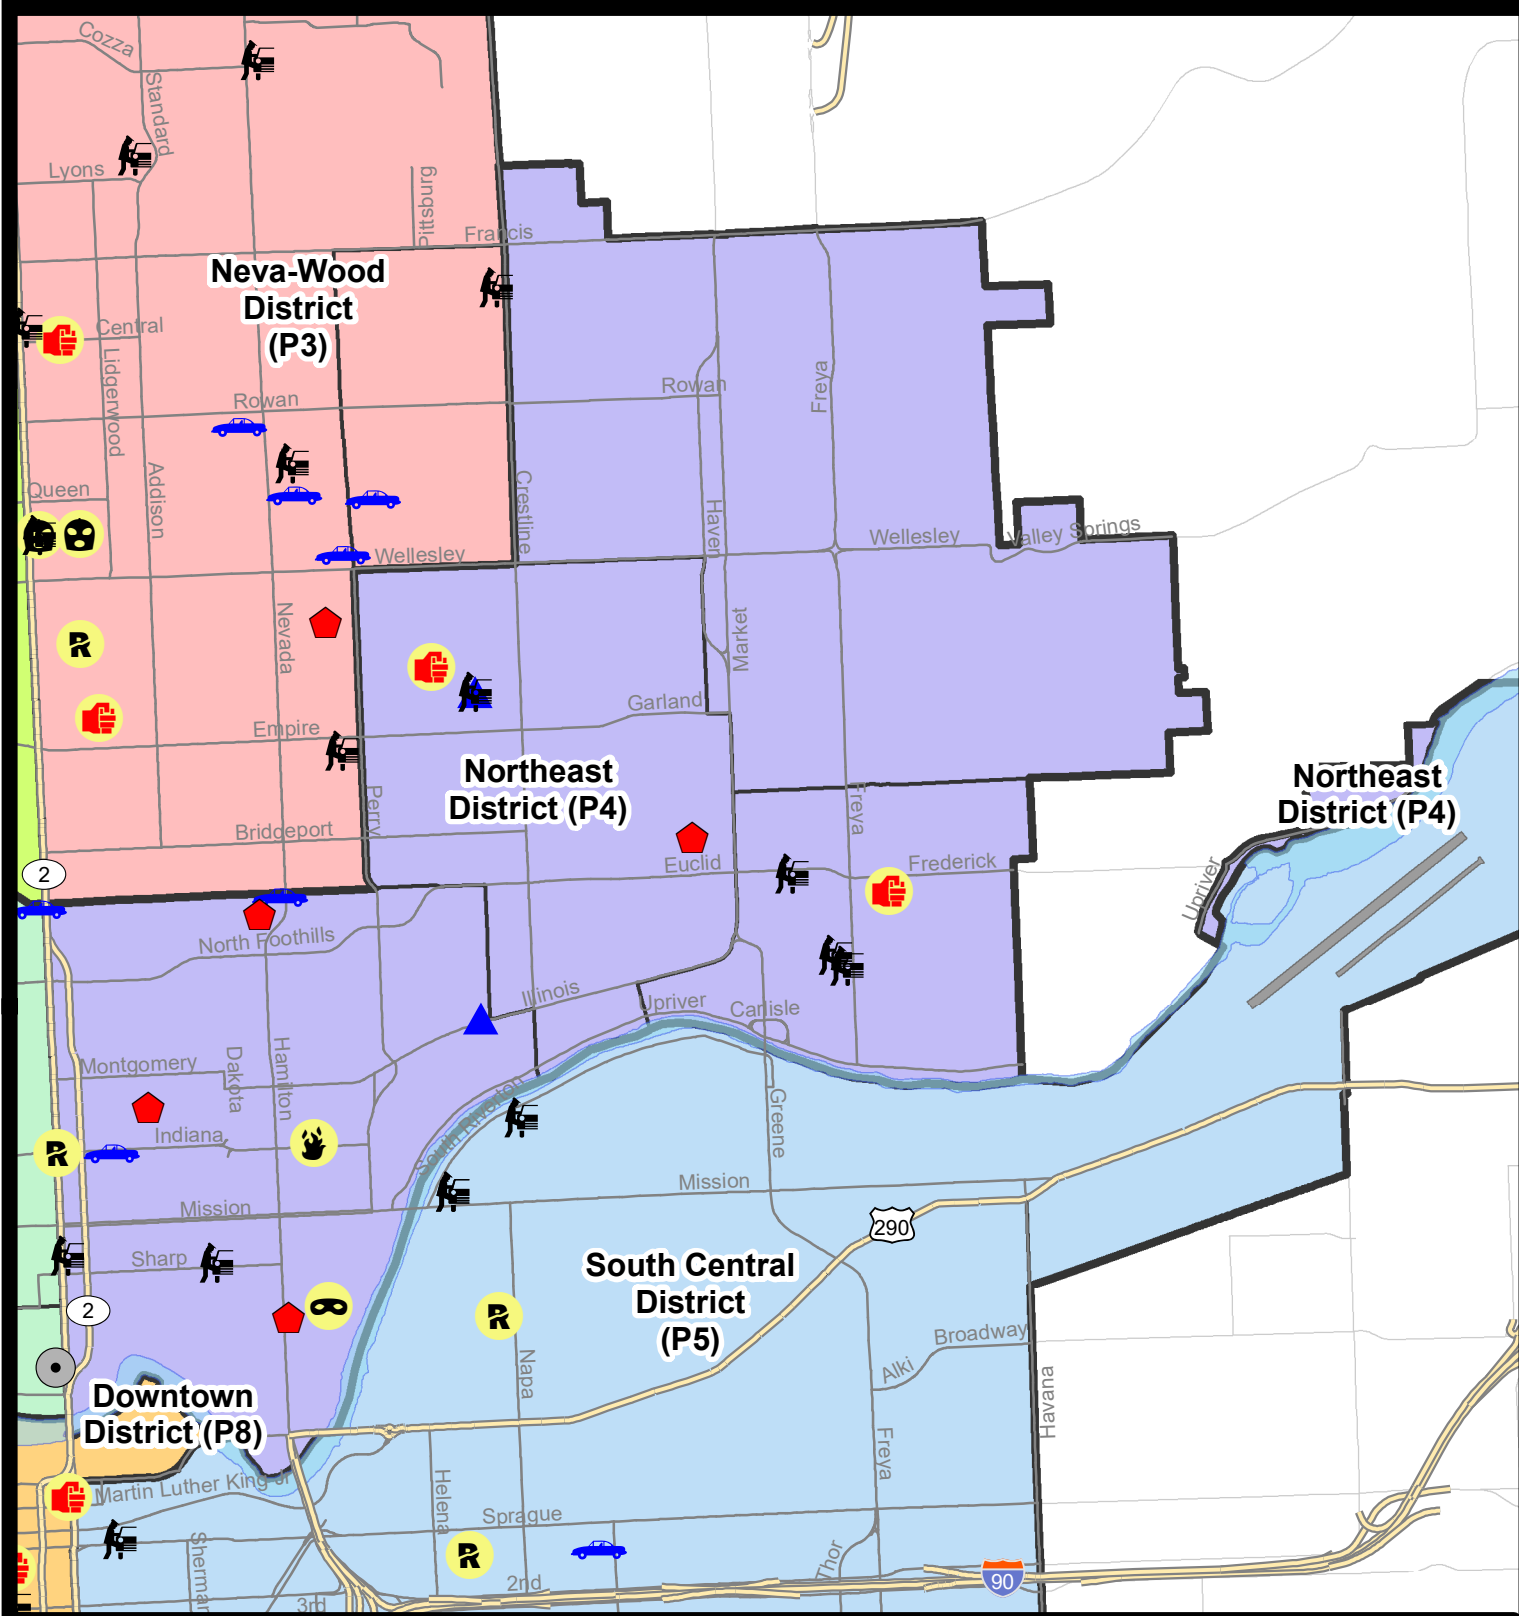 Cozza
Standard
Lyons
Pittsburg
Francis
Neva-Wood
District
(P3)
Central
Lidgerwood
Rowan
Rowan
Freya
Queen
Addison
Crestline
Haven
Wellesley
Wellesley
Valley Springs
Nevada
Market
Garland
Empire
Northeast
District (P4)
Northeast
District (P4)
Perry
Freya
Bridgeport
Euclid
Frederick
2
Upriver
North Foothills
Illinois
Upriver
Carlisle
Montgomery
Dakota
Hamilton
Greene
South Riverton
Indiana
R
Mission
Mission
290
Sharp
South Central
District
(P5)
2
R
Broadway
Napa
Alki
Havana
Downtown
District (P8)
Freya
Martin Luther King Jr
Helena
Sprague
Sherman
R
Thor
2nd
90
3rd
R